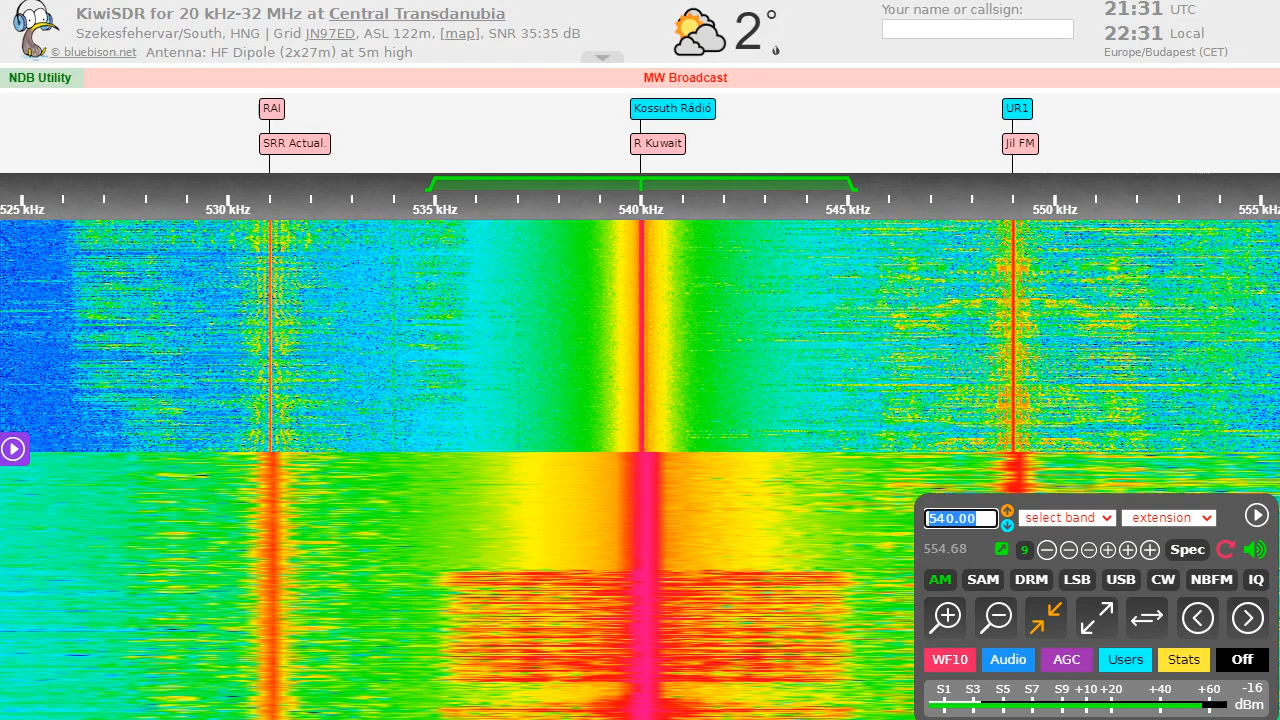 KiwiSDR for 20 kHz-32 MHz at Central Transdanubia
Szekesfehervar/South, HNG | Grid JN97ED, ASL 122m, [map], SNR 35:35 dB
© bluebison.net Antenna: HF Dipole (2x27m) at 5m high
2°
Your name or callsign:
21:31 UTC
22:31 Local
Europe/Budapest (CET)
NDB Utility
MW Broadcast
RAI
Kossuth Rádió
UR1
SRR Actual.
R Kuwait
Jil FM
525 kHz
530 kHz
535 kHz
540 kHz
545 kHz
550 kHz
555 kHz
540.00
select band
extension
554.68
9
Spec
AM SAM DRM LSB USB CW NBFM IQ
WF10 Audio AGC Users Stats Off
S1 S3 S5 S7 S9 +10 +20 +40 +60
-16
dBm